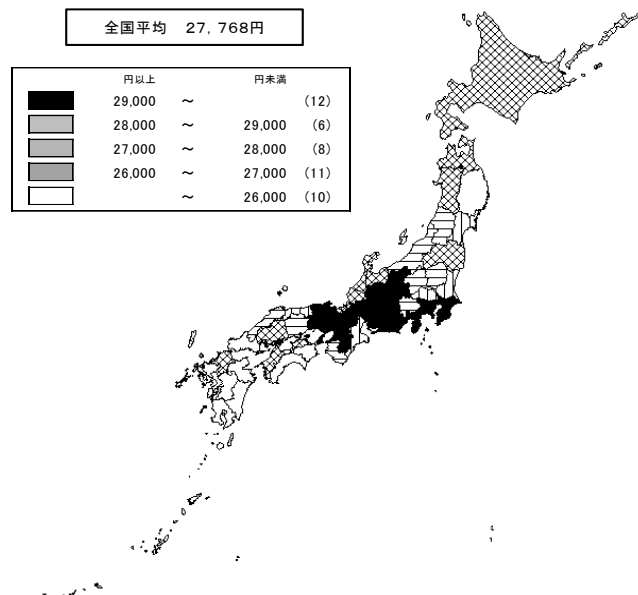 全国平均　27,768円
円以上　円未満
29,000　～　(12)
28,000　～　29,000　(6)
27,000　～　28,000　(8)
26,000　～　27,000　(11)
～　26,000　(10)